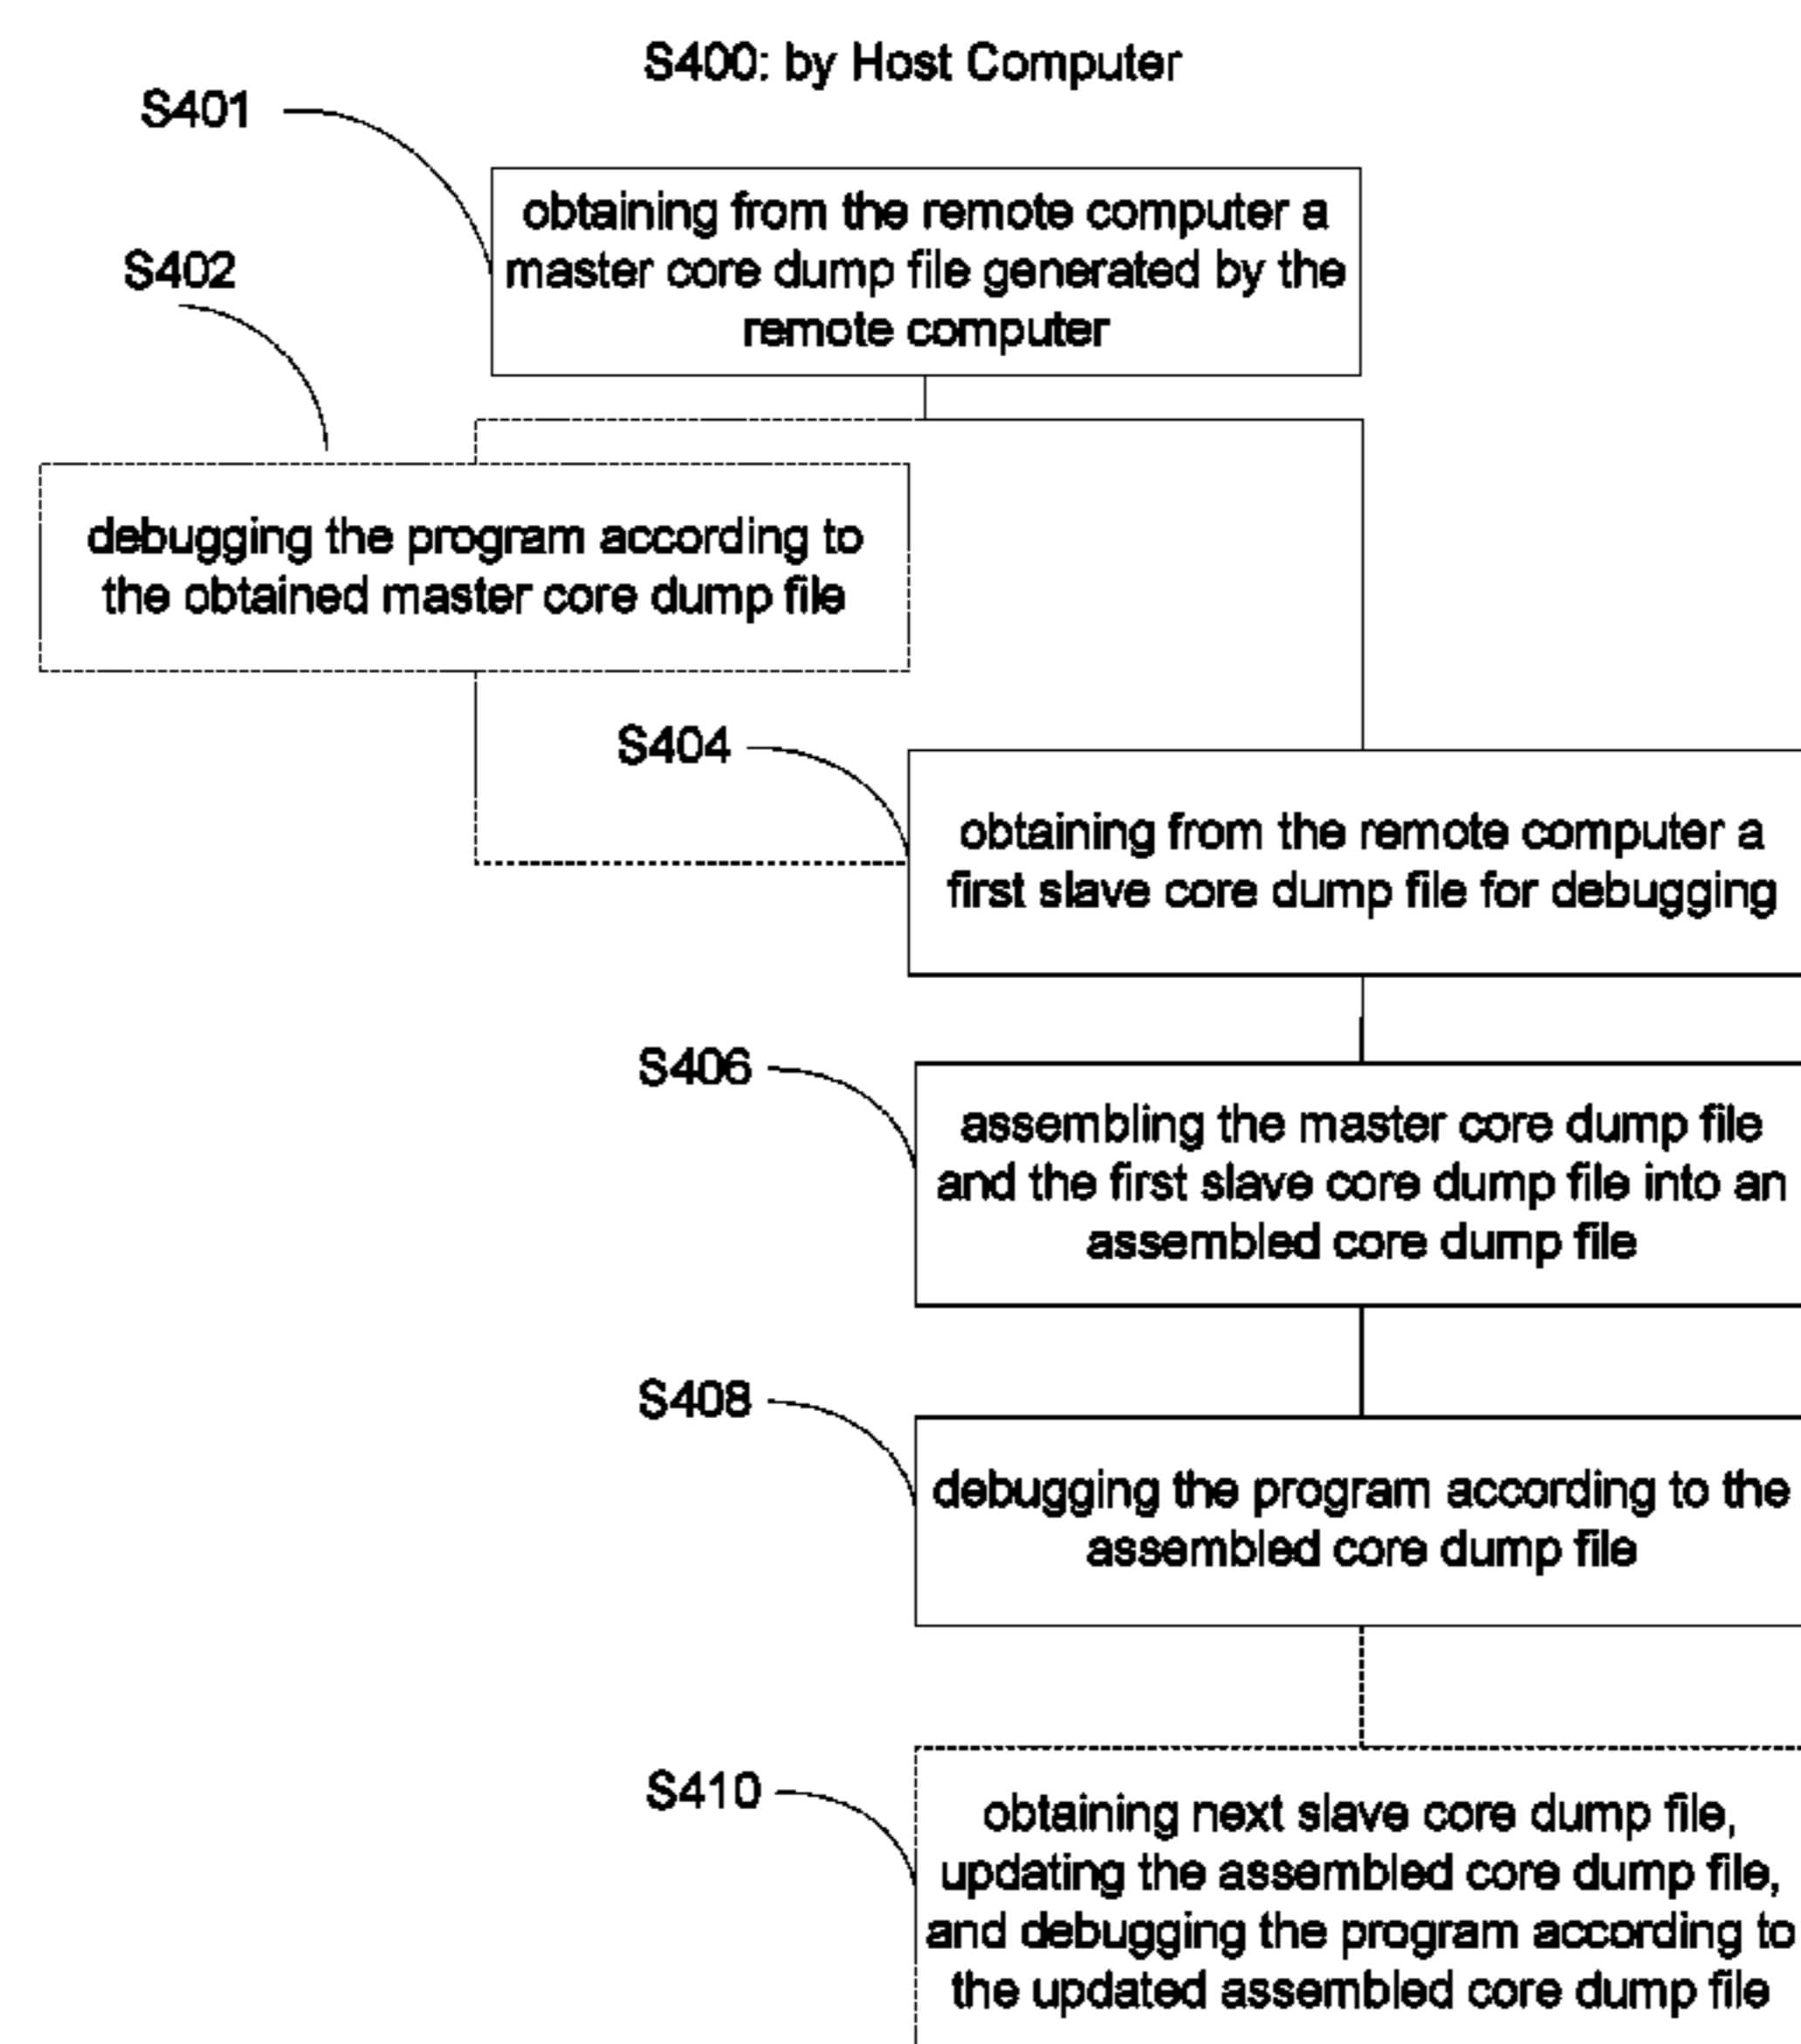 S400: by Host Computer
S401
obtaining from the remote computer a
master core dump file generated by the
remote computer
S402
debugging the program according to
the obtained master core dump file
S404
obtaining from the remote computer a
first slave core dump file for debugging
S406
assembling the master core dump file
and the first slave core dump file into an
assembled core dump file
S408
debugging the program according to the
assembled core dump file
S410
obtaining next slave core dump file,
updating the assembled core dump file,
and debugging the program according to
the updated assembled core dump file